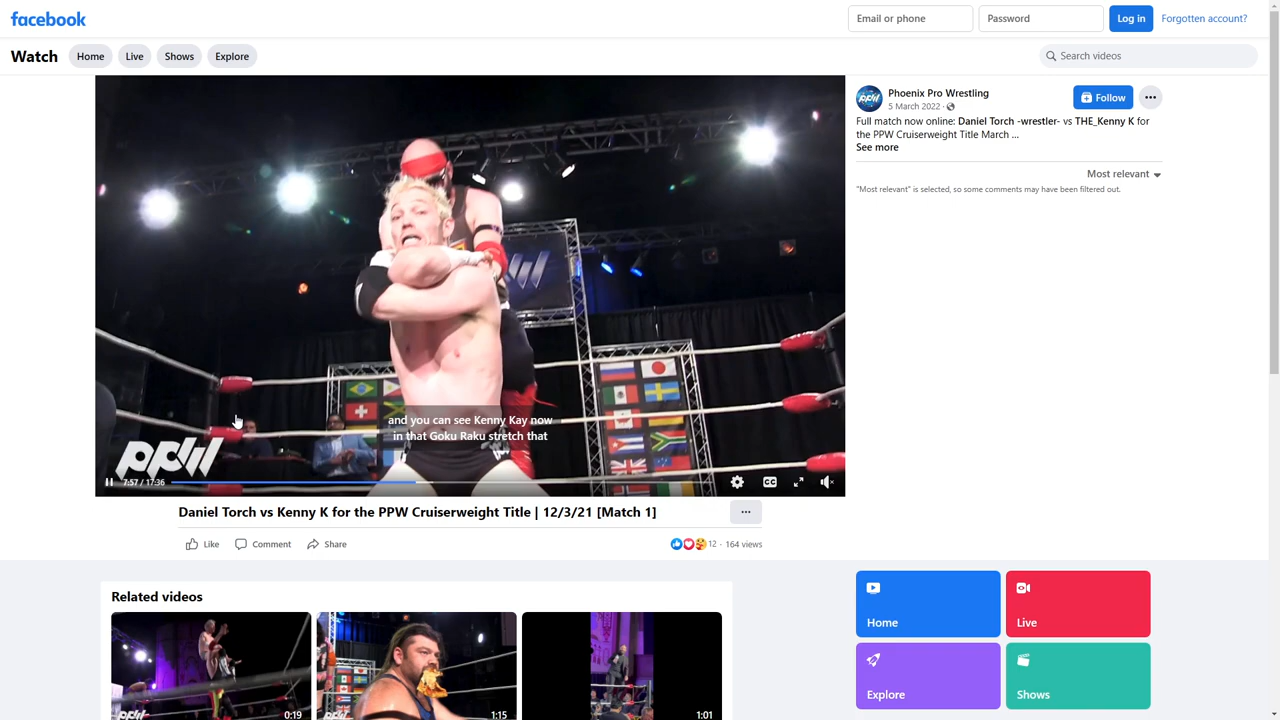 facebook
Email or phone
Password
Log in
Forgotten account?
Watch
Home
Live
Shows
Explore
Search videos
and you can see Kenny Kay now
in that Goku Raku stretch that
ppw
7:57 / 17:36
CC
Phoenix Pro Wrestling
5 March 2022 ·
Follow
Full match now online: Daniel Torch -wrestler- vs THE_Kenny K for
the PPW Cruiserweight Title March ...
See more
Most relevant
"Most relevant" is selected, so some comments may have been filtered out.
Daniel Torch vs Kenny K for the PPW Cruiserweight Title | 12/3/21 [Match 1]
Like
Comment
Share
12 · 164 views
Related videos
0:19
1:15
1:01
Home
Live
Explore
Shows